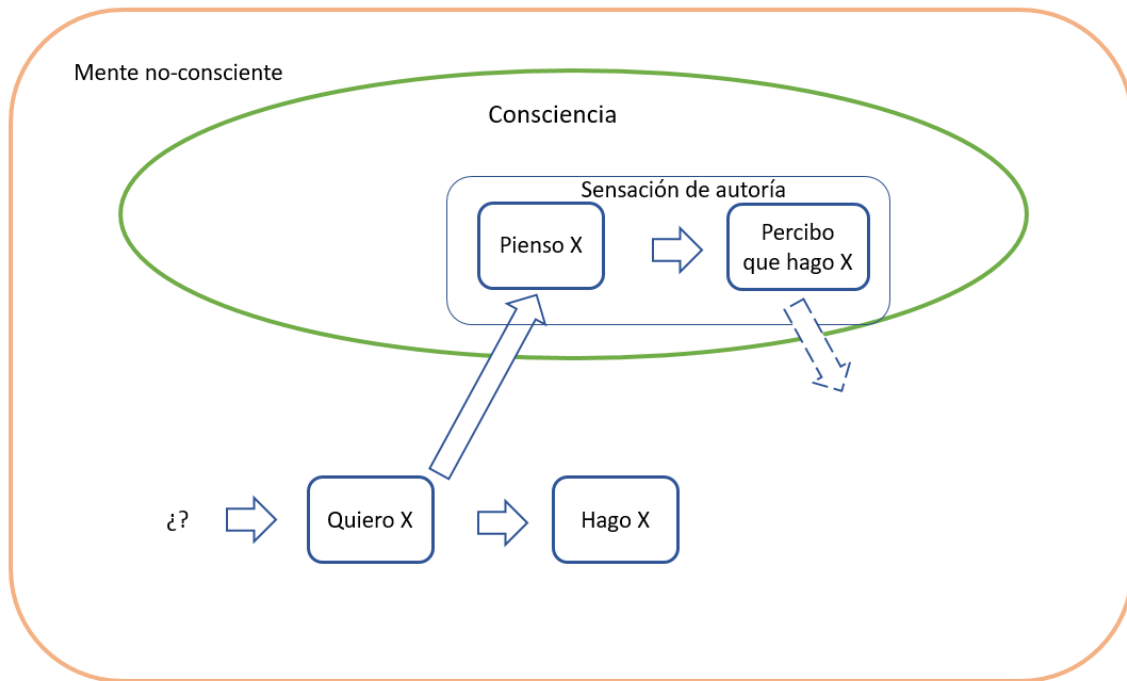 Mente no-consciente
Consciencia
Sensación de autoría
Pienso X
Percibo
que hago X
¿?
Quiero X
Hago X